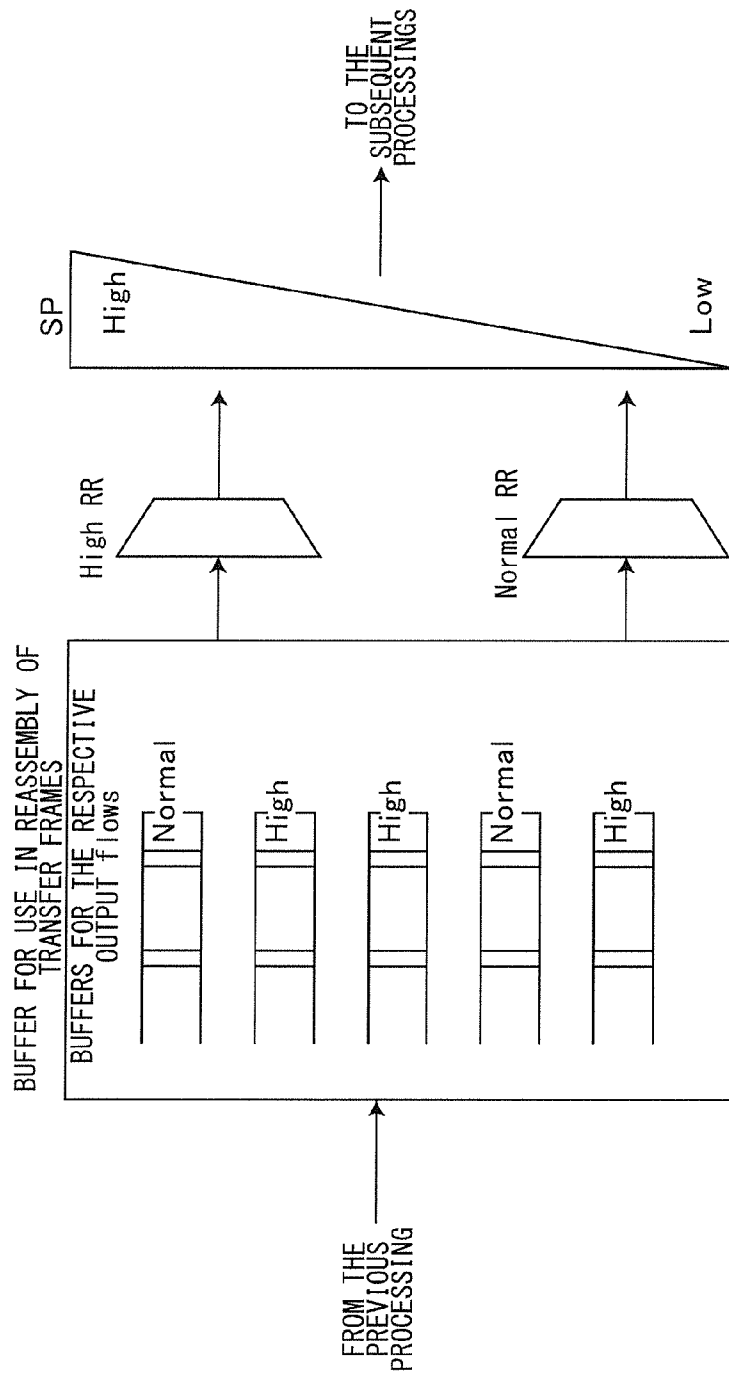 BUFFER FOR USE IN REASSEMBLY OF
TRANSFER FRAMES
BUFFERS FOR THE RESPECTIVE
OUTPUT flows
Normal
High
High
Normal
High
FROM THE
PREVIOUS
PROCESSING
High RR
Normal RR
SP
High
Low
TO THE
SUBSEQUENT
PROCESSINGS